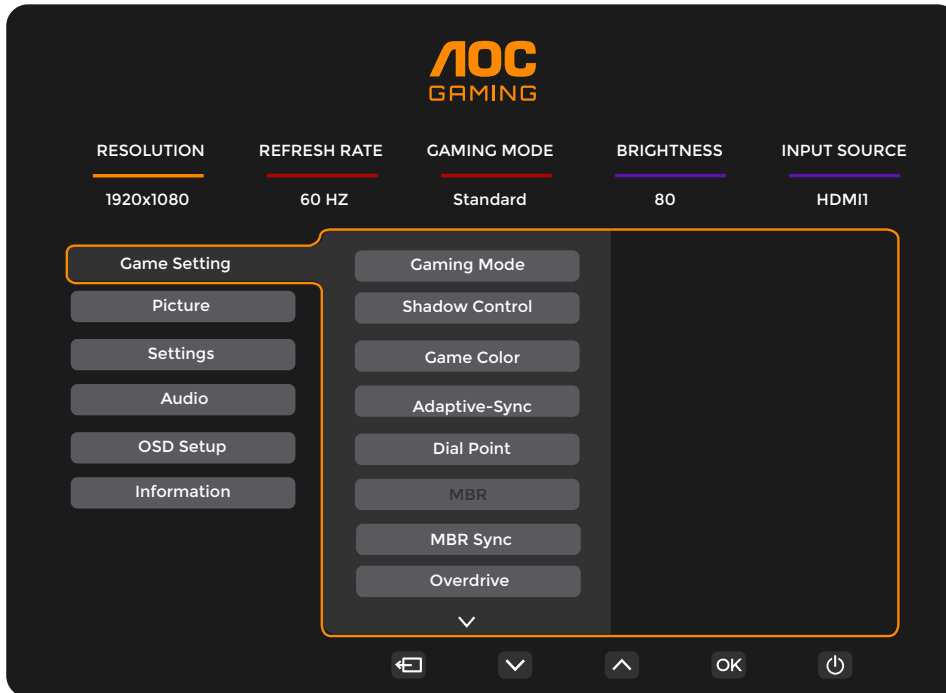 AOC
GAMING
RESOLUTION REFRESH RATE GAMING MODE BRIGHTNESS INPUT SOURCE
1920x1080 60 HZ Standard 80 HDMI1
Game Setting
Picture
Settings
Audio
OSD Setup
Information
Gaming Mode
Shadow Control
Game Color
Adaptive-Sync
Dial Point
MBR
MBR Sync
Overdrive
OK